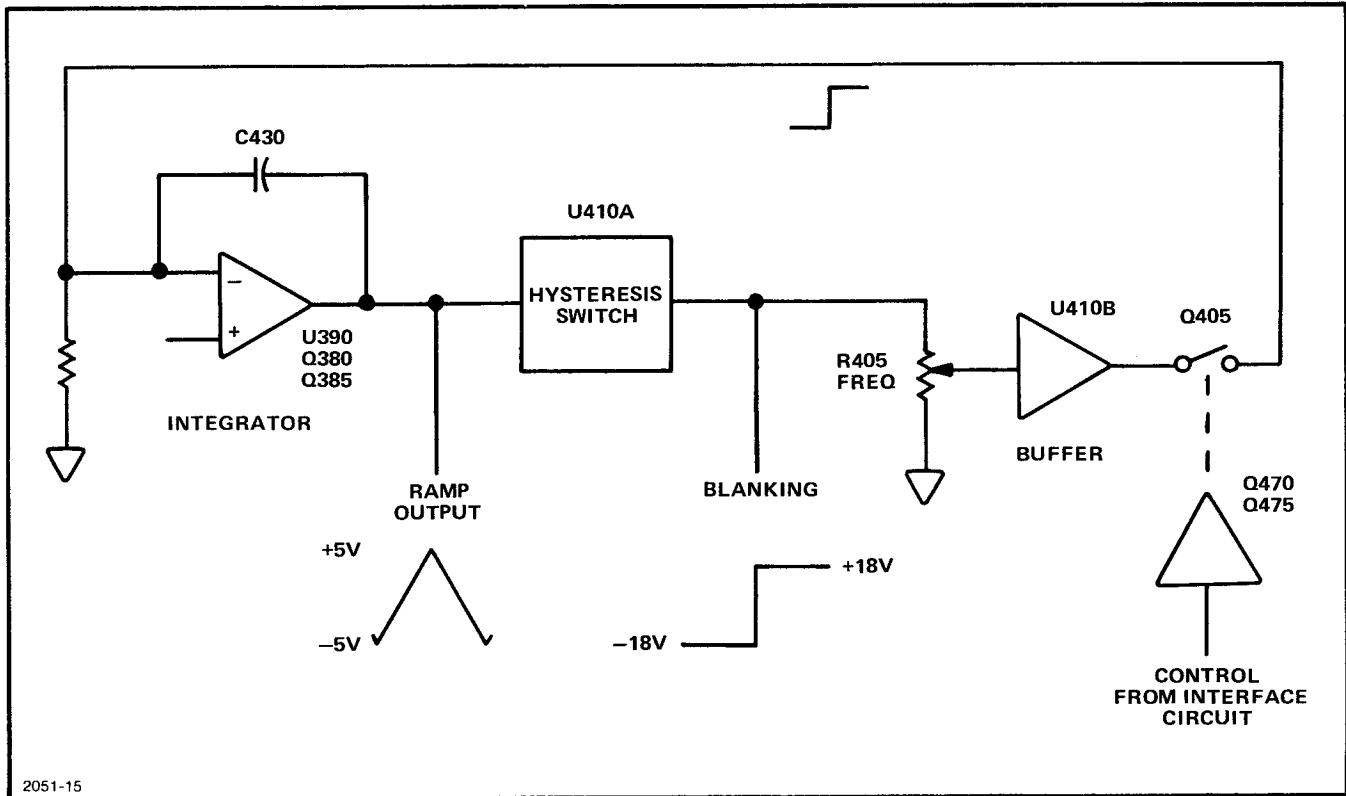 C430
U410A
HYSTERESIS
SWITCH
−
+
U390
Q380
Q385
INTEGRATOR
RAMP
OUTPUT
+5V
−5V
BLANKING
+18V
−18V
R405
FREQ
U410B
BUFFER
Q405
Q470
Q475
CONTROL
FROM INTERFACE
CIRCUIT
2051-15